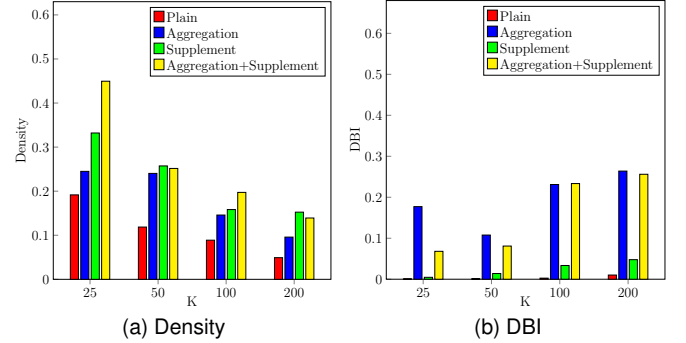 0.6
0.5
0.4
0.3
0.2
0.1
0
Density
Plain
Aggregation
Supplement
Aggregation+Supplement
25
50
100
200
K
(a) Density
0.6
0.5
0.4
0.3
0.2
0.1
0
DBI
Plain
Aggregation
Supplement
Aggregation+Supplement
25
50
100
200
K
(b) DBI